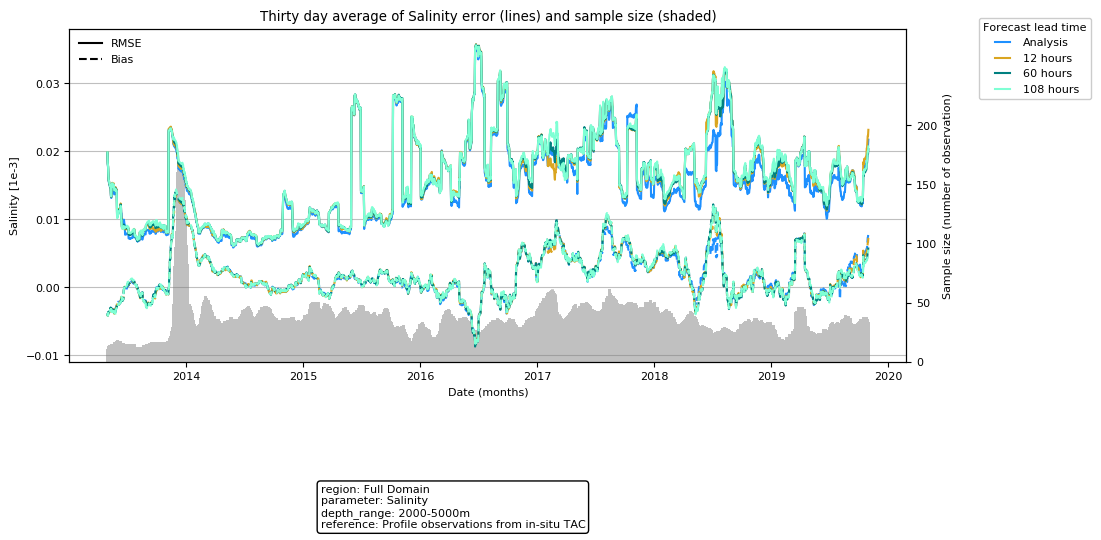 Thirty day average of Salinity error (lines) and sample size (shaded)
RMSE
Bias
Forecast lead time
Analysis
12 hours
60 hours
108 hours
0.03
0.02
0.01
0.00
−0.01
Salinity [1e-3]
200
150
100
50
0
Sample size (number of observation)
2014 2015 2016 2017 2018 2019 2020
Date (months)
region: Full Domain
parameter: Salinity
depth_range: 2000-5000m
reference: Profile observations from in-situ TAC